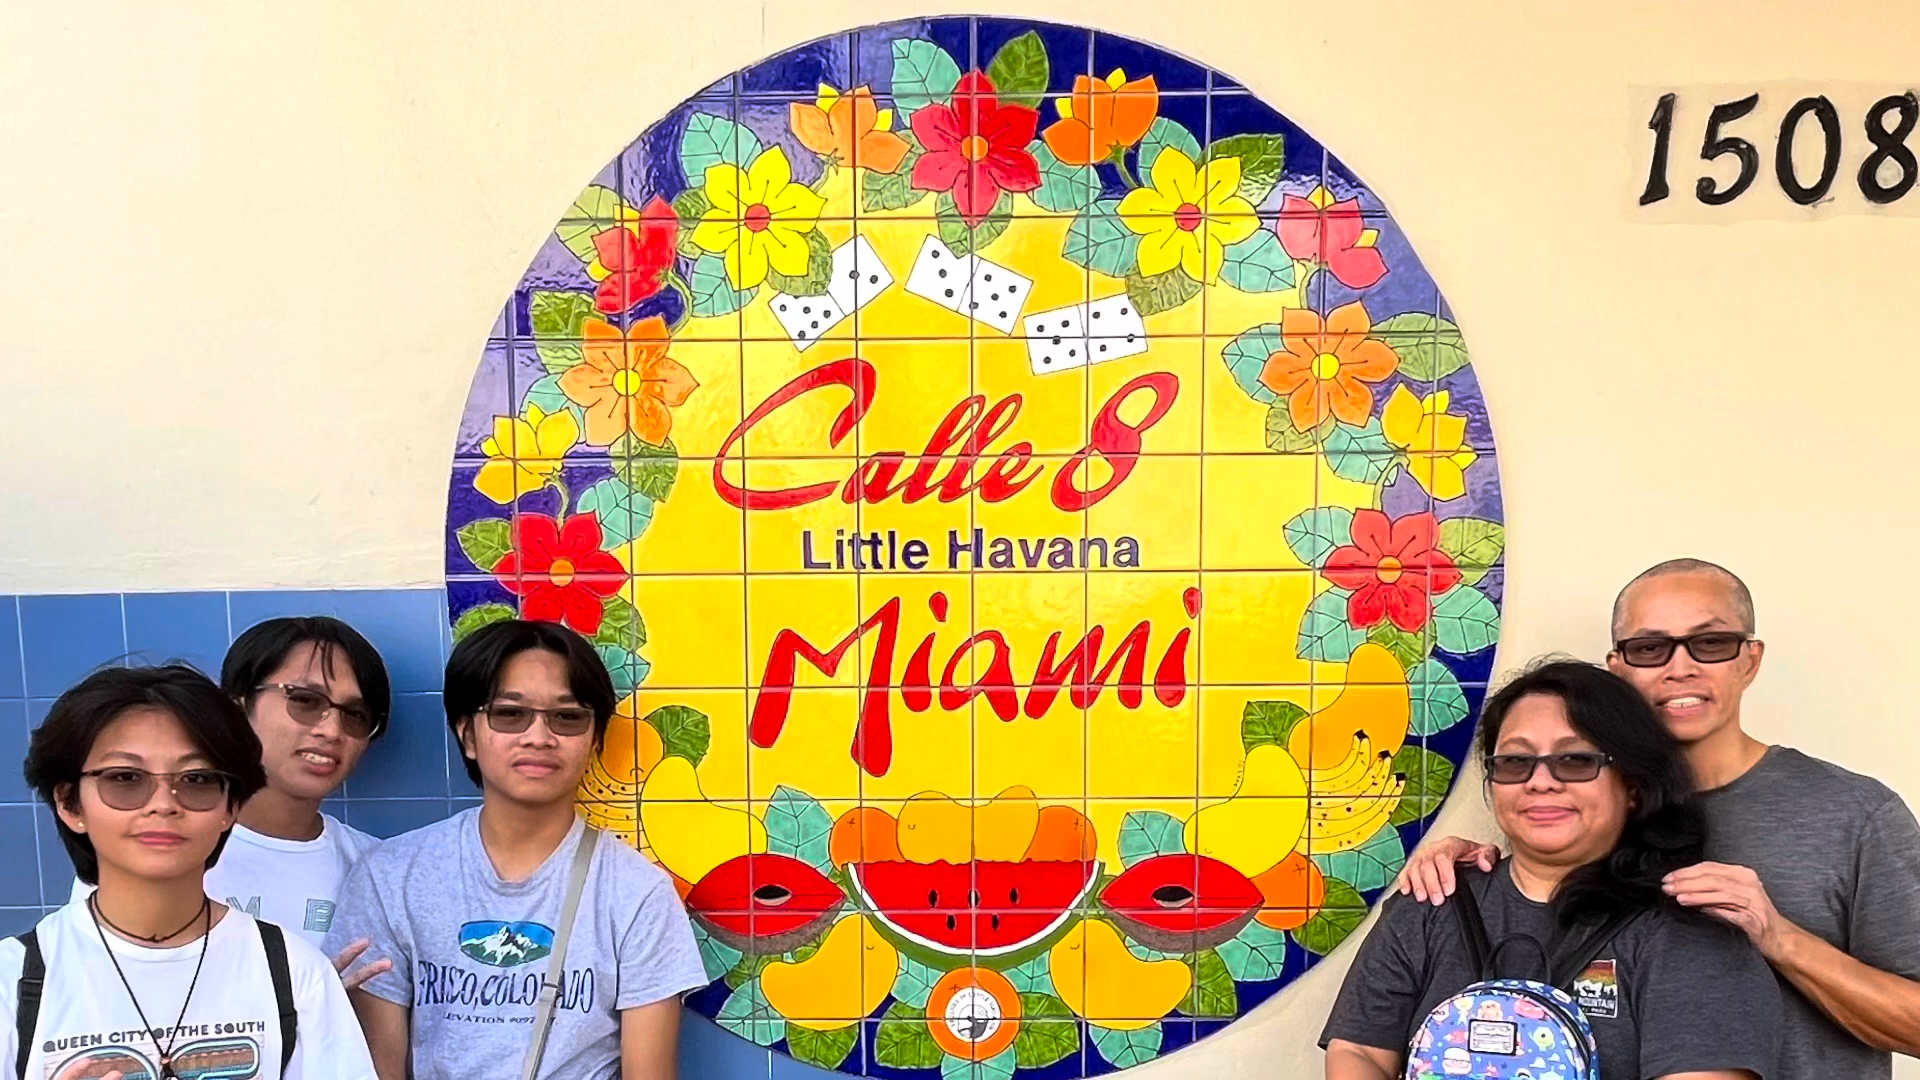 1508
Calle 8
Little Havana
Miami
QUEEN CITY OF THE SOUTH
FRISCO, COLORADO